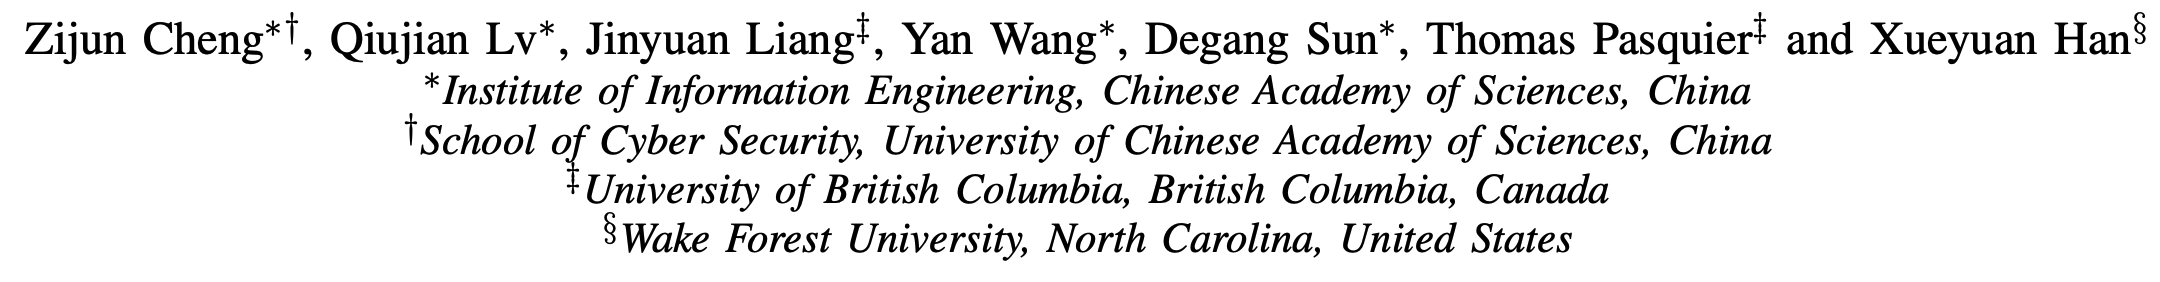 Zijun Cheng*†, Qiujian Lv*, Jinyuan Liang‡, Yan Wang*, Degang Sun*, Thomas Pasquier‡ and Xueyuan Han§
*Institute of Information Engineering, Chinese Academy of Sciences, China
†School of Cyber Security, University of Chinese Academy of Sciences, China
‡University of British Columbia, British Columbia, Canada
§Wake Forest University, North Carolina, United States